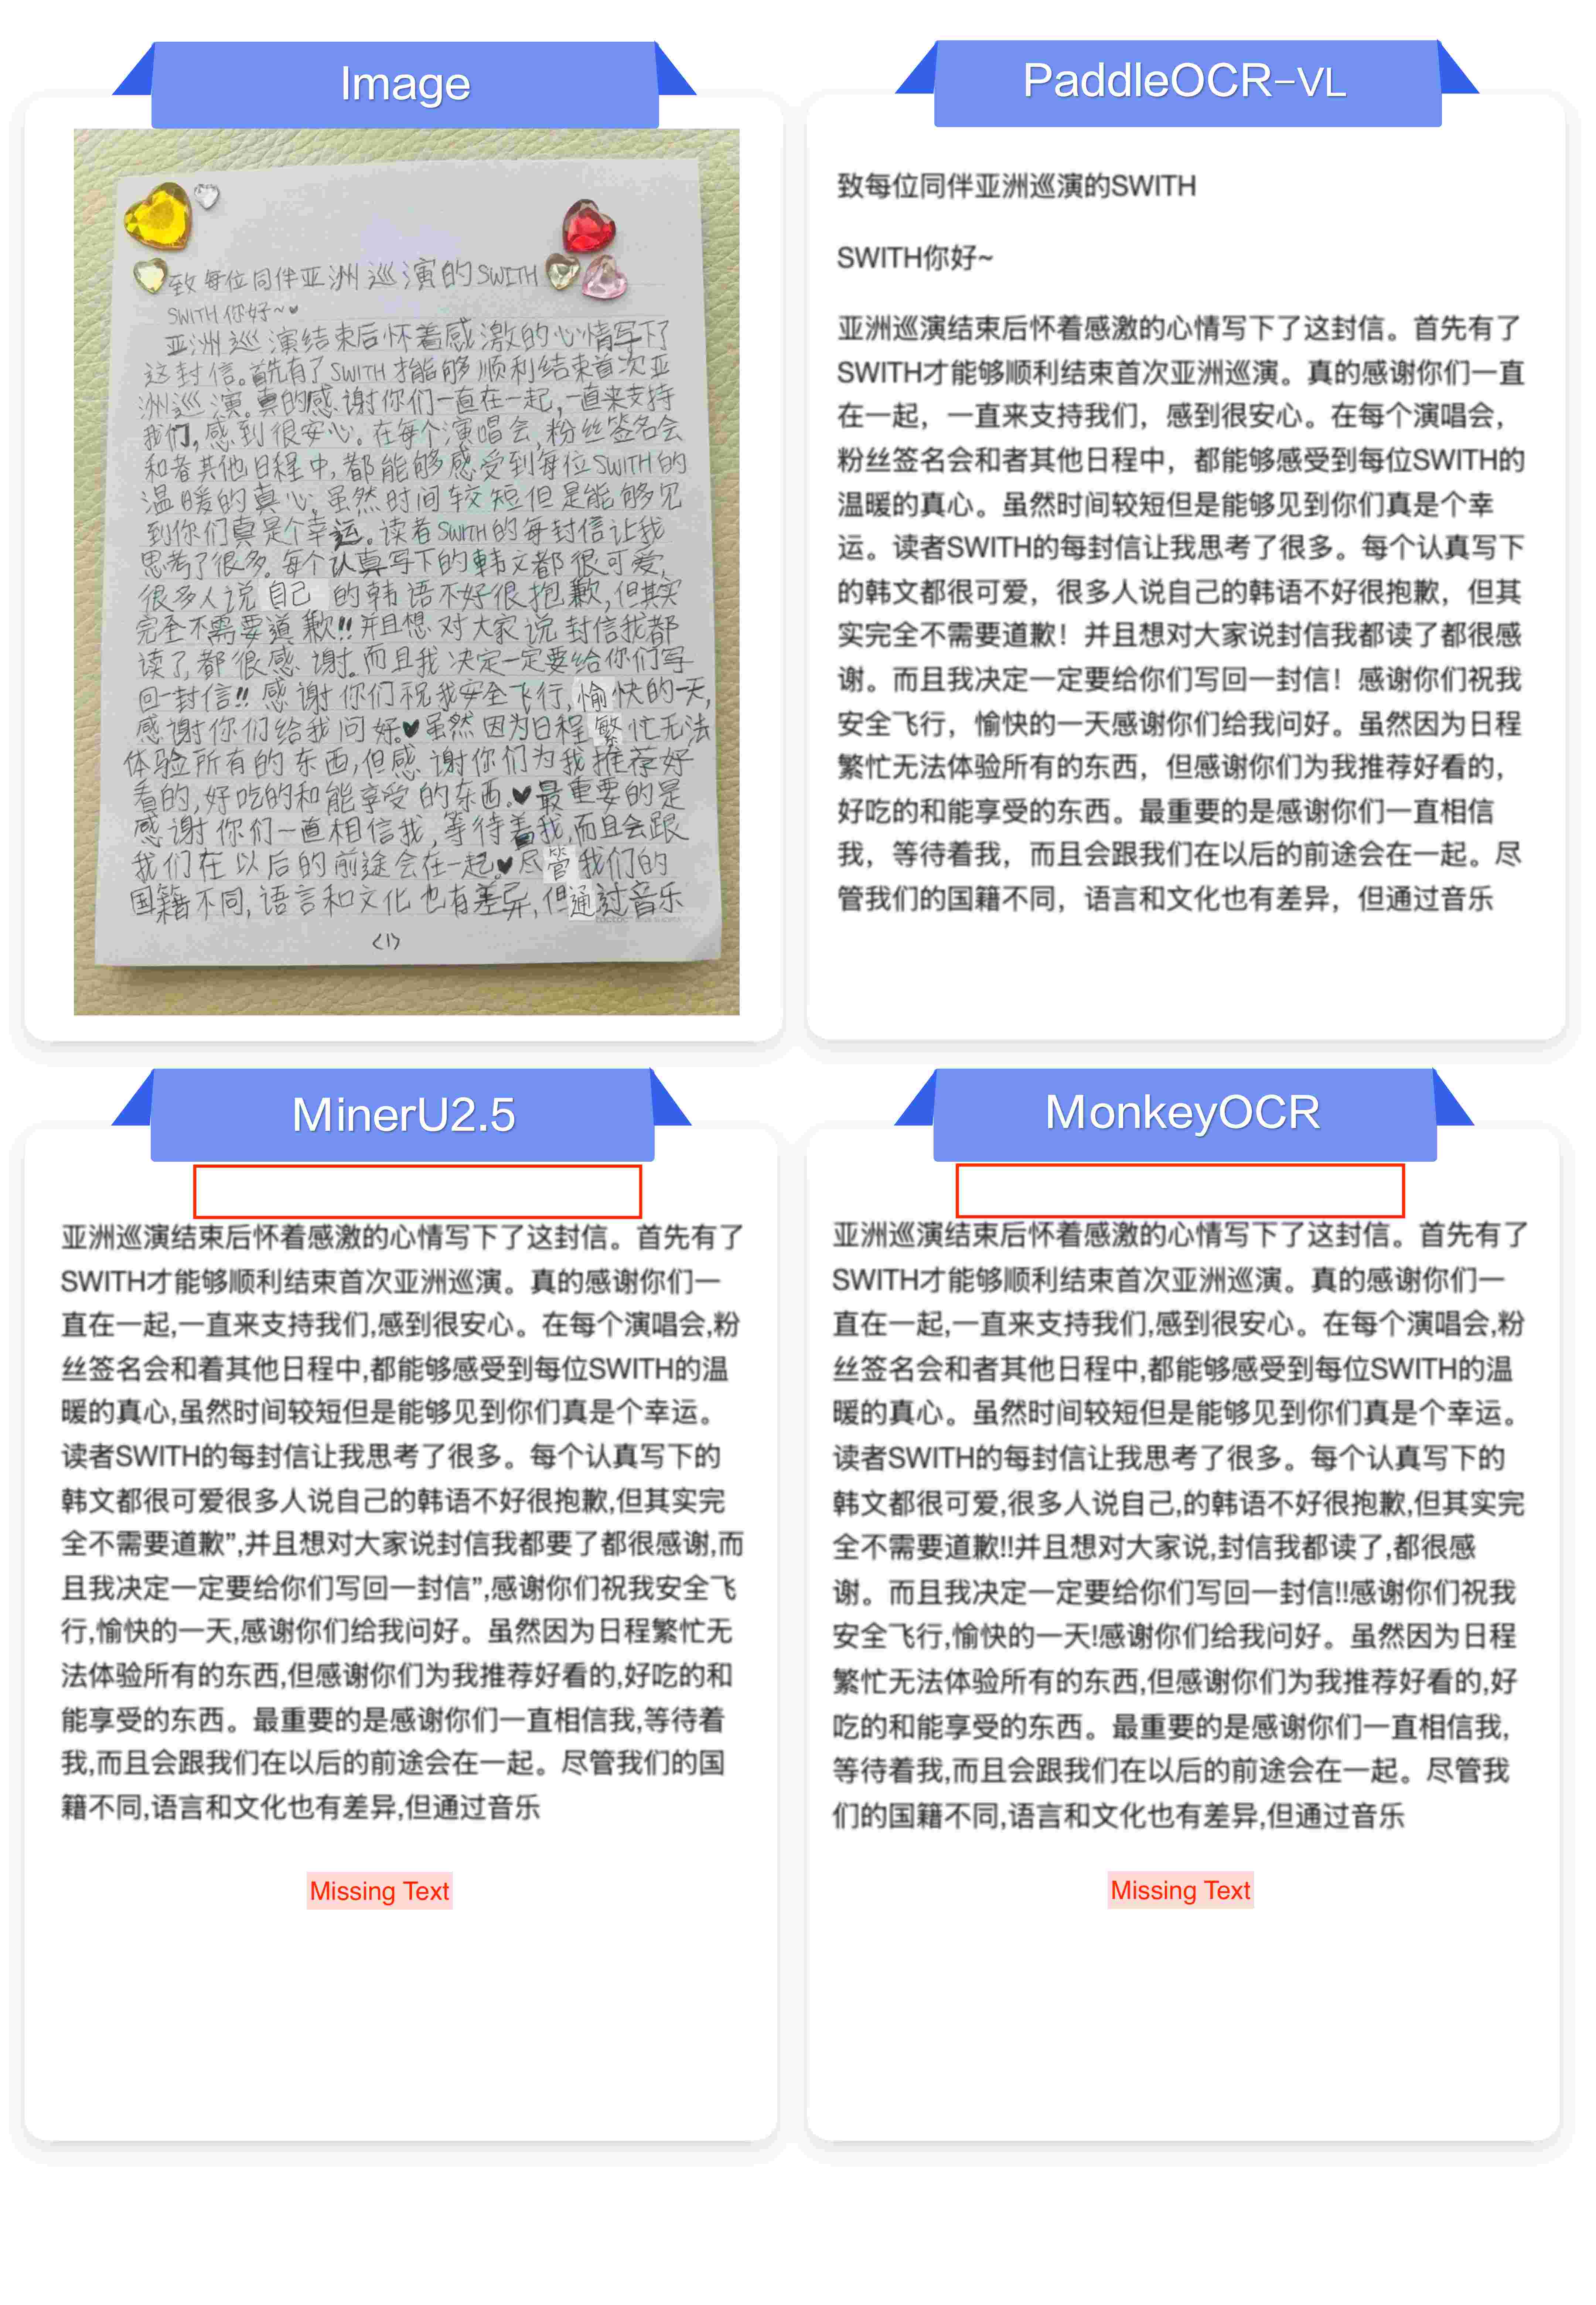 Image
致每位同伴亚洲巡演的SWITH
SWITH你好~♥
亚洲巡演结束后怀着感激的心情写下了
这封信。首先有了SWITH才能够顺利结束首次亚
洲巡演。真的感谢你们一直在一起,一直来支持
我们,感到很安心。在每个演唱会,粉丝签名会
和者其他日程中,都能够感受到每位SWITH的
温暖的真心,虽然时间较短但是能够见
到你们真是个幸运。读者SWITH的每封信让我
思考了很多。每个认真写下的韩文都很可爱,
很多人说自己的韩语不好很抱歉,但其实
完全不需要道歉!!并且想对大家说封信我都
读了,都很感谢。而且我决定一定要给你们写
回一封信!!感谢你们祝我安全飞行,愉快的一天,
感谢你们给我问好♥虽然因为日程繁忙无法
体验所有的东西,但感谢你们为我推荐好
看的,好吃的和能享受的东西。♥最重要的是
感谢你们一直相信我,等待着我,而且会跟
我们在以后的前途会在一起。♥尽管我们的
国籍不同,语言和文化也有差异,但通过音乐
<1>
PaddleOCR-VL
致每位同伴亚洲巡演的SWITH
SWITH你好~
亚洲巡演结束后怀着感激的心情写下了这封信。首先有了
SWITH才能够顺利结束首次亚洲巡演。真的感谢你们一直
在一起，一直来支持我们，感到很安心。在每个演唱会，
粉丝签名会和者其他日程中，都能够感受到每位SWITH的
温暖的真心。虽然时间较短但是能够见到你们真是个幸
运。读者SWITH的每封信让我思考了很多。每个认真写下
的韩文都很可爱，很多人说自己的韩语不好很抱歉，但其
实完全不需要道歉！并且想对大家说封信我都读了都很感
谢。而且我决定一定要给你们写回一封信！感谢你们祝我
安全飞行，愉快的一天感谢你们给我问好。虽然因为日程
繁忙无法体验所有的东西，但感谢你们为我推荐好看的，
好吃的和能享受的东西。最重要的是感谢你们一直相信
我，等待着我，而且会跟我们在以后的前途会在一起。尽
管我们的国籍不同，语言和文化也有差异，但通过音乐
MinerU2.5
亚洲巡演结束后怀着感激的心情写下了这封信。首先有了
SWITH才能够顺利结束首次亚洲巡演。真的感谢你们一
直在一起,一直来支持我们,感到很安心。在每个演唱会,粉
丝签名会和着其他日程中,都能够感受到每位SWITH的温
暖的真心,虽然时间较短但是能够见到你们真是个幸运。
读者SWITH的每封信让我思考了很多。每个认真写下的
韩文都很可爱很多人说自己的韩语不好很抱歉,但其实完
全不需要道歉”,并且想对大家说封信我都要了都很感谢,而
且我决定一定要给你们写回一封信”,感谢你们祝我安全飞
行,愉快的一天,感谢你们给我问好。虽然因为日程繁忙无
法体验所有的东西,但感谢你们为我推荐好看的,好吃的和
能享受的东西。最重要的是感谢你们一直相信我,等待着
我,而且会跟我们在以后的前途会在一起。尽管我们的国
籍不同,语言和文化也有差异,但通过音乐
Missing Text
MonkeyOCR
亚洲巡演结束后怀着感激的心情写下了这封信。首先有了
SWITH才能够顺利结束首次亚洲巡演。真的感谢你们一
直在一起,一直来支持我们,感到很安心。在每个演唱会,粉
丝签名会和者其他日程中,都能够感受到每位SWITH的温
暖的真心。虽然时间较短但是能够见到你们真是个幸运。
读者SWITH的每封信让我思考了很多。每个认真写下的
韩文都很可爱,很多人说自己,的韩语不好很抱歉,但其实完
全不需要道歉!!并且想对大家说,封信我都读了,都很感
谢。而且我决定一定要给你们写回一封信!!感谢你们祝我
安全飞行,愉快的一天!感谢你们给我问好。虽然因为日程
繁忙无法体验所有的东西,但感谢你们为我推荐好看的,好
吃的和能享受的东西。最重要的是感谢你们一直相信我,
等待着我,而且会跟我们在以后的前途会在一起。尽管我
们的国籍不同,语言和文化也有差异,但通过音乐
Missing Text